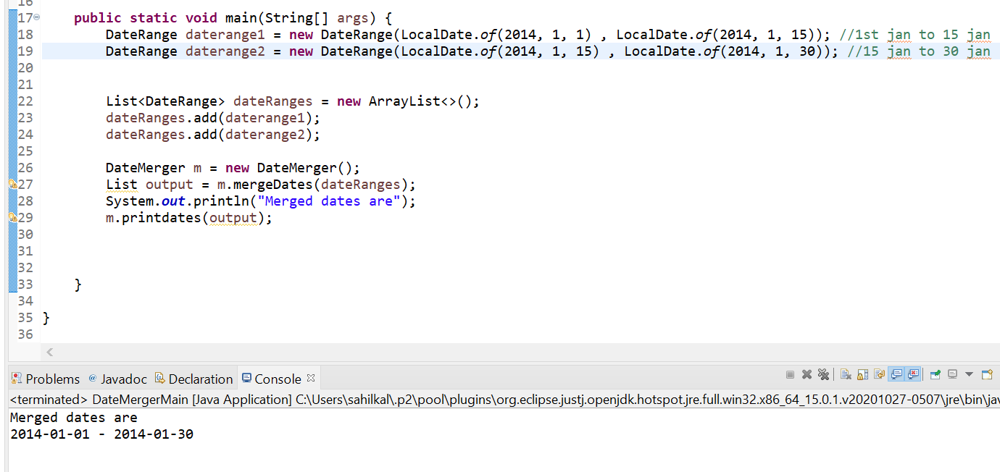 16
17 public static void main(String[] args) {
18 DateRange daterange1 = new DateRange(LocalDate.of(2014, 1, 1) , LocalDate.of(2014, 1, 15)); //1st jan to 15 jan
19 DateRange daterange2 = new DateRange(LocalDate.of(2014, 1, 15) , LocalDate.of(2014, 1, 30)); //15 jan to 30 jan
20
21
22 List<DateRange> dateRanges = new ArrayList<>();
23 dateRanges.add(daterange1);
24 dateRanges.add(daterange2);
25
26 DateMerger m = new DateMerger();
27 List output = m.mergeDates(dateRanges);
28 System.out.println("Merged dates are");
29 m.printdates(output);
30
31
32
33 }
34
35 }
36
Problems @ Javadoc Declaration Console
<terminated> DateMergerMain [Java Application] C:\Users\sahilkal\.p2\pool\plugins\org.eclipse.justj.openjdk.hotspot.jre.full.win32.x86_64_15.0.1.v20201027-0507\jre\bin\jav
Merged dates are
2014-01-01 - 2014-01-30